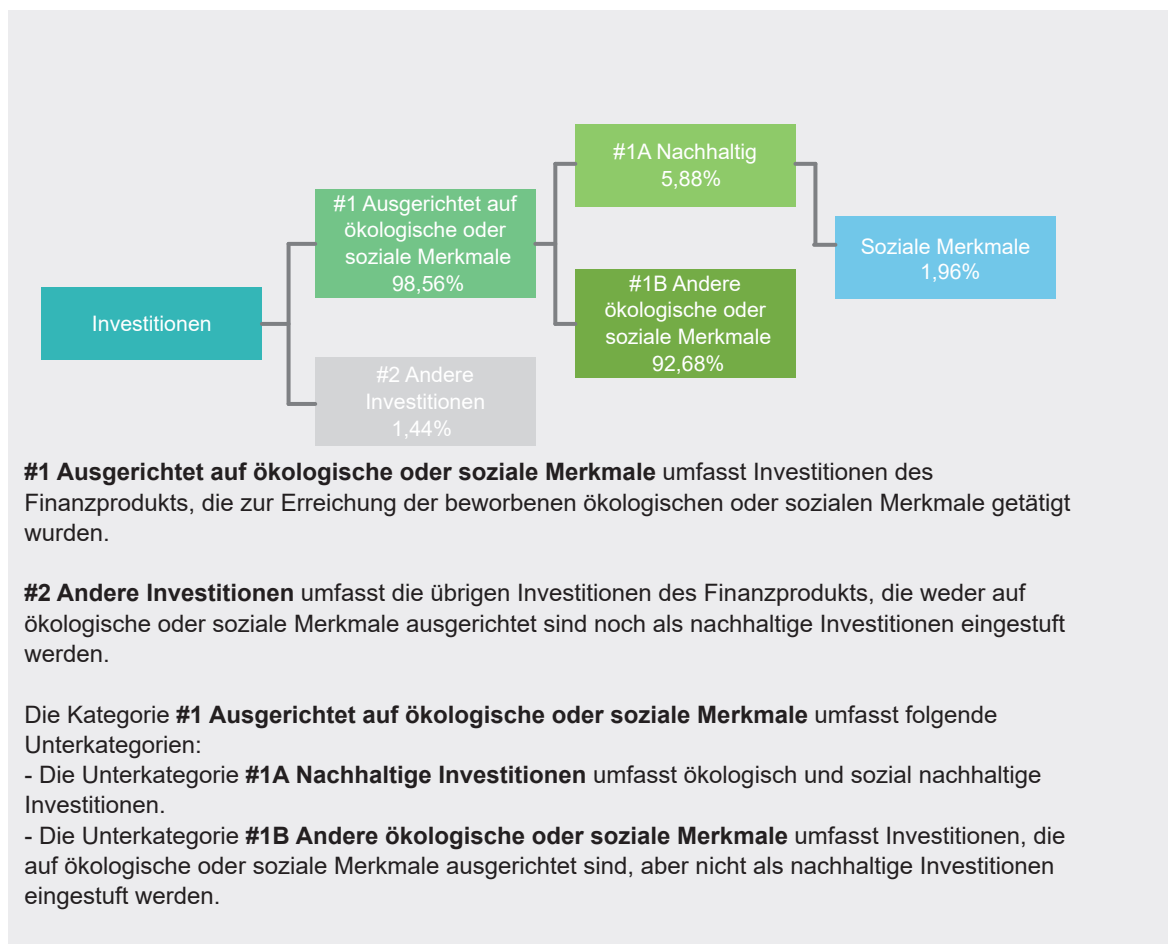 #1A Nachhaltig
5,88%
#1 Ausgerichtet auf
ökologische oder
soziale Merkmale
98,56%
Soziale Merkmale
1,96%
#1B Andere
ökologische oder
soziale Merkmale
92,68%
Investitionen
#2 Andere
Investitionen
1,44%
#1 Ausgerichtet auf ökologische oder soziale Merkmale umfasst Investitionen des
Finanzprodukts, die zur Erreichung der beworbenen ökologischen oder sozialen Merkmale getätigt
wurden.
#2 Andere Investitionen umfasst die übrigen Investitionen des Finanzprodukts, die weder auf
ökologische oder soziale Merkmale ausgerichtet sind noch als nachhaltige Investitionen eingestuft
werden.
Die Kategorie #1 Ausgerichtet auf ökologische oder soziale Merkmale umfasst folgende
Unterkategorien:
- Die Unterkategorie #1A Nachhaltige Investitionen umfasst ökologisch und sozial nachhaltige
Investitionen.
- Die Unterkategorie #1B Andere ökologische oder soziale Merkmale umfasst Investitionen, die
auf ökologische oder soziale Merkmale ausgerichtet sind, aber nicht als nachhaltige Investitionen
eingestuft werden.